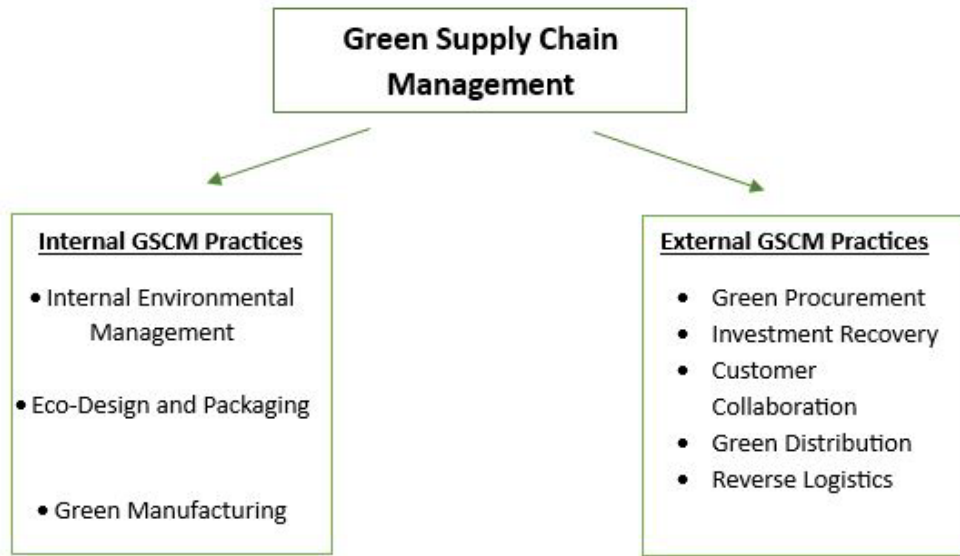 Green Supply Chain
Management
Internal GSCM Practices
• Internal Environmental
Management
• Eco-Design and Packaging
• Green Manufacturing
External GSCM Practices
• Green Procurement
• Investment Recovery
• Customer
Collaboration
• Green Distribution
• Reverse Logistics